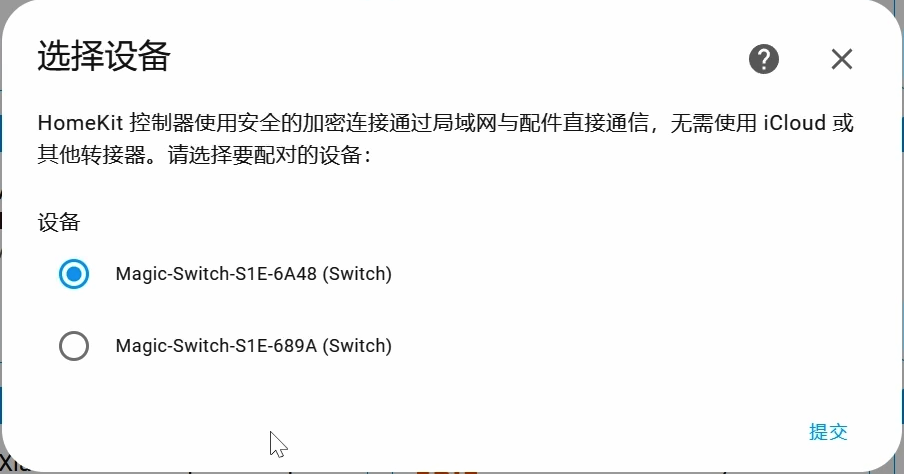 选择设备
HomeKit 控制器使用安全的加密连接通过局域网与配件直接通信，无需使用 iCloud 或
其他转接器。请选择要配对的设备：
设备
Magic-Switch-S1E-6A48 (Switch)
Magic-Switch-S1E-689A (Switch)
提交